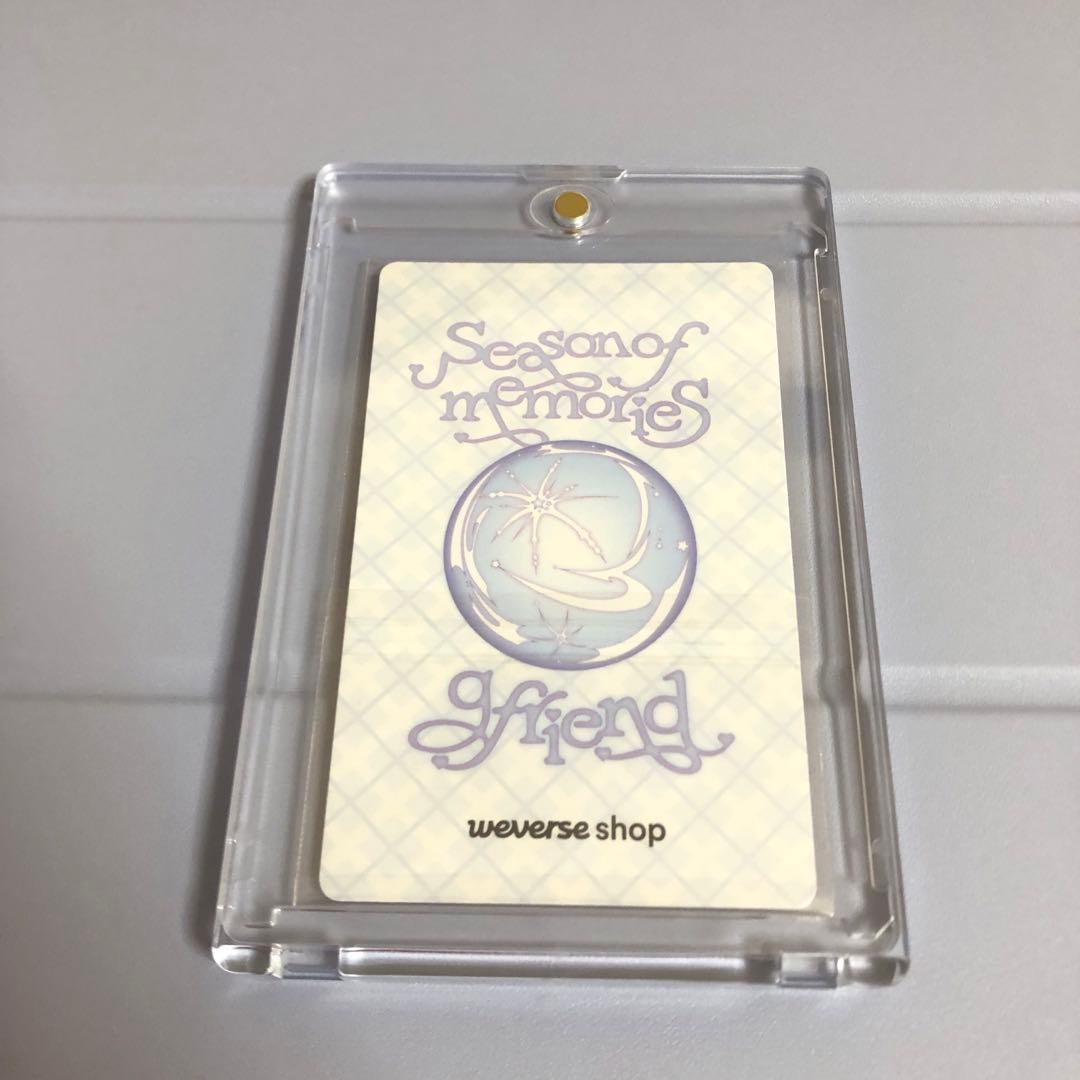 Season of
memories
gfriend
weverse shop